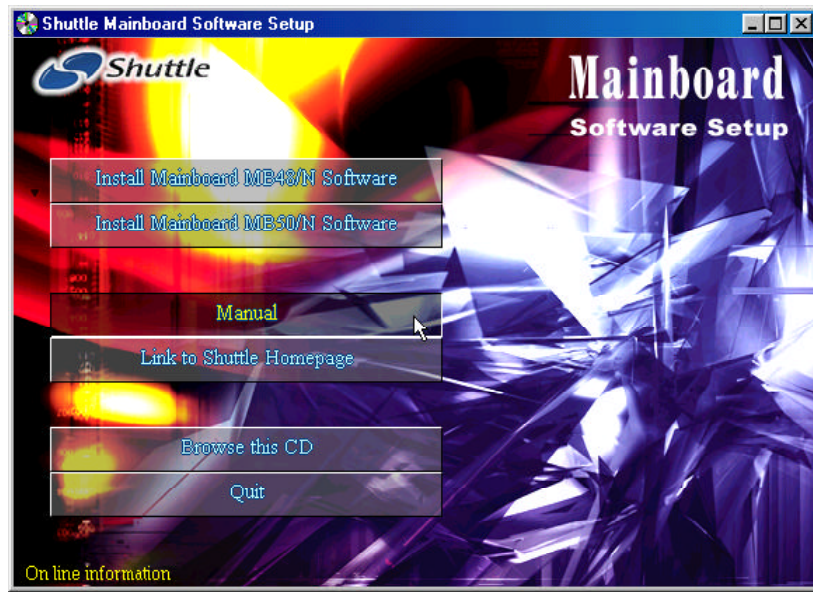 Shuttle Mainboard Software Setup
Shuttle
Mainboard
Software Setup
Install Mainboard MB48/N Software
Install Mainboard MB50/N Software
Manual
Link to Shuttle Homepage
Browse this CD
Quit
On line information